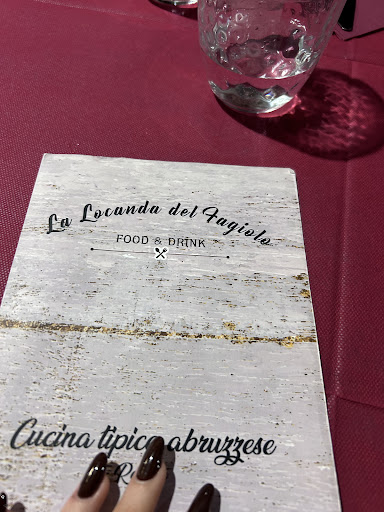 La Locanda del Fagiolo
FOOD & DRINK
Cucina tipica abruzzese